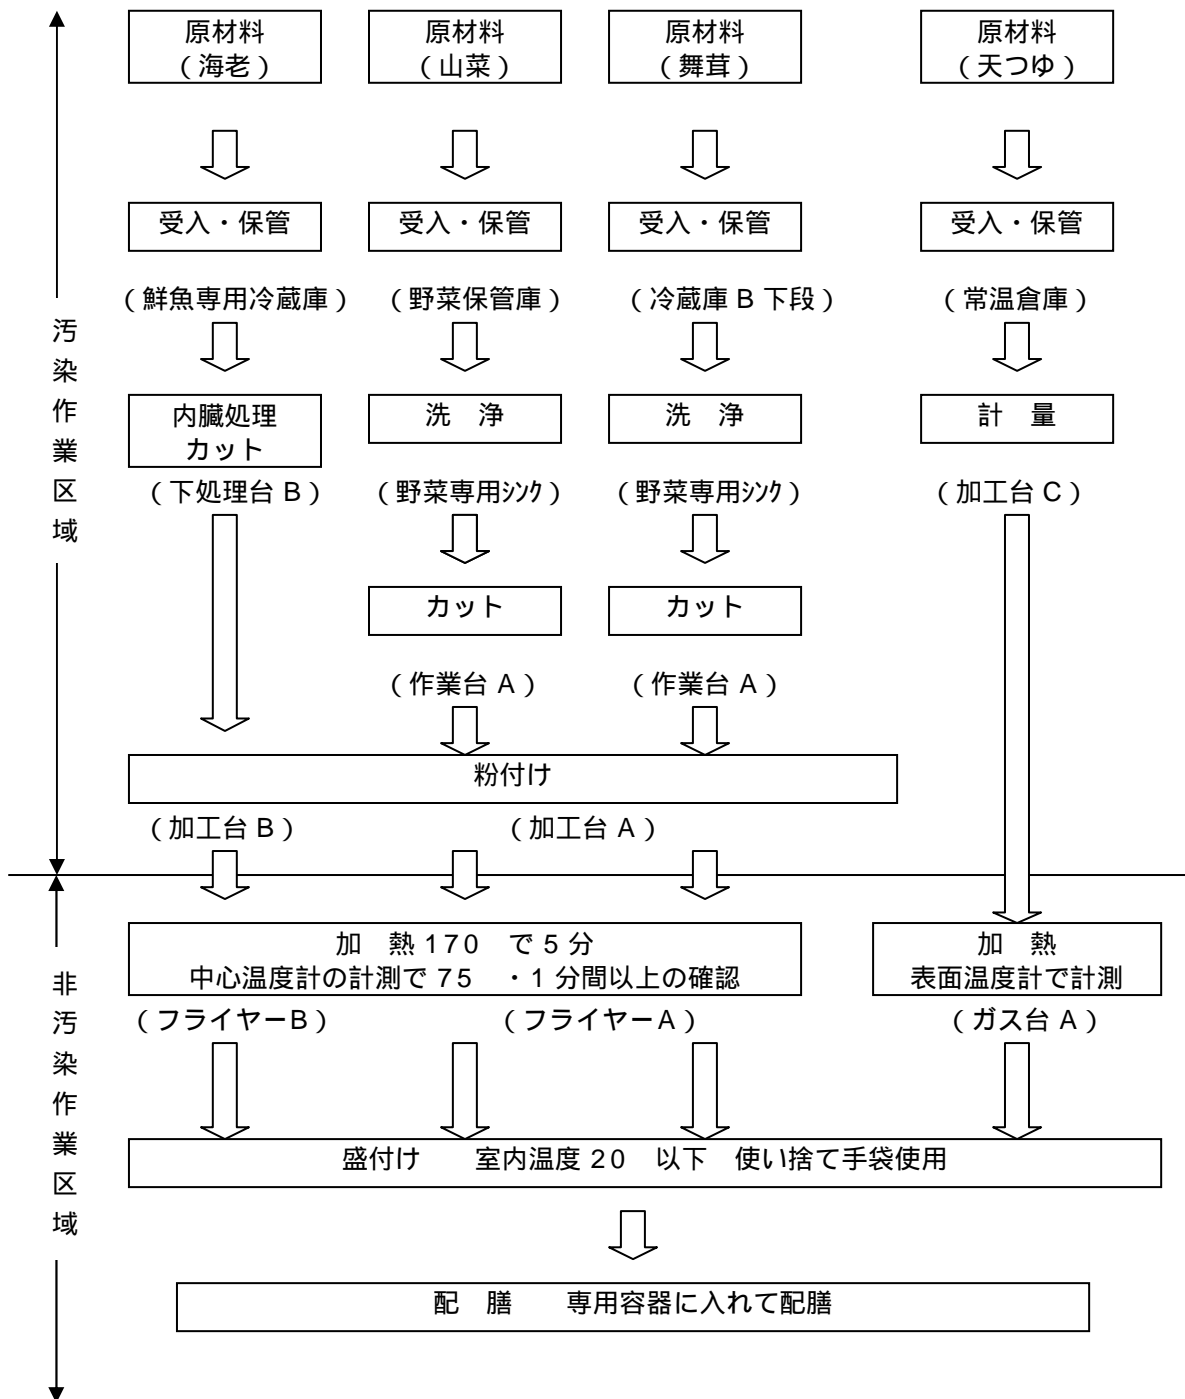 原材料
（海老）
原材料
（山菜）
原材料
（舞茸）
原材料
（天つゆ）
受入・保管
受入・保管
受入・保管
受入・保管
（鮮魚専用冷蔵庫）
（野菜保管庫）
（冷蔵庫 B 下段）
（常温倉庫）
汚染作業区域
内臓処理
カット
洗　浄
洗　浄
計　量
（下処理台 B）
（野菜専用ｼﾝｸ）
（野菜専用ｼﾝｸ）
（加工台 C）
カット
カット
（作業台 A）
（作業台 A）
粉付け
（加工台 B）
（加工台 A）
非汚染作業区域
加　熱 170　で 5 分
中心温度計の計測で 75　・1 分間以上の確認
加　熱
表面温度計で計測
（フライヤーB）
（フライヤーA）
（ガス台 A）
盛付け　　室内温度 20　以下　使い捨て手袋使用
配　膳　　専用容器に入れて配膳